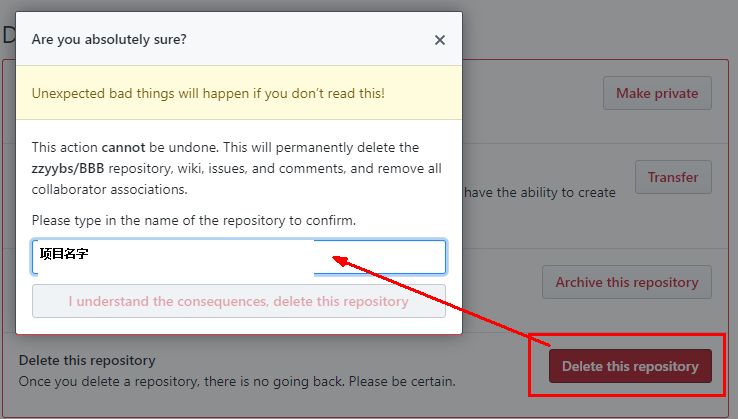 D
Are you absolutely sure?
×
Unexpected bad things will happen if you don't read this!
Make private
This action cannot be undone. This will permanently delete the
zzyybs/BBB repository, wiki, issues, and comments, and remove all
collaborator associations.
Transfer
have the ability to create
Please type in the name of the repository to confirm.
项目名字
Archive this repository
I understand the consequences, delete this repository
Delete this repository
Once you delete a repository, there is no going back. Please be certain.
Delete this repository